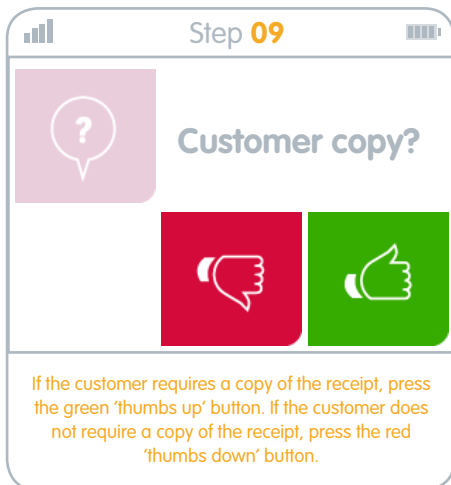 Step 09
?
Customer copy?
If the customer requires a copy of the receipt, press
the green ‘thumbs up’ button. If the customer does
not require a copy of the receipt, press the red
‘thumbs down’ button.